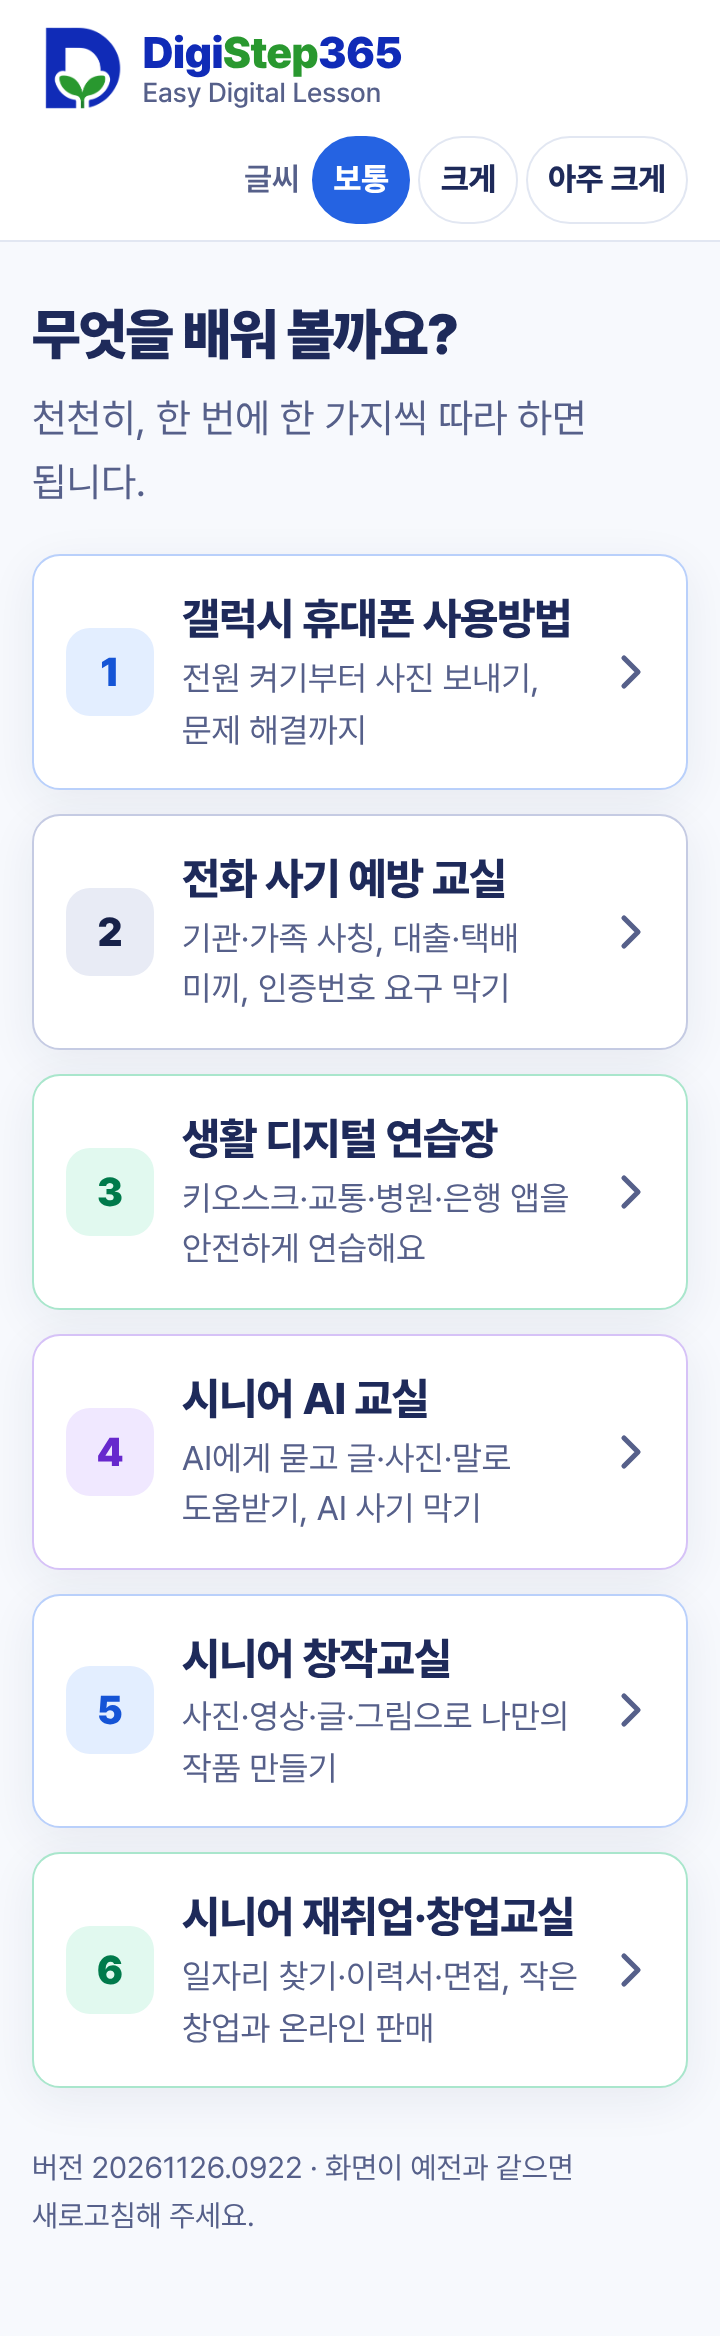 DigiStep365
Easy Digital Lesson
글씨 보통 크게 아주 크게
무엇을 배워 볼까요?
천천히, 한 번에 한 가지씩 따라 하면
됩니다.
1
갤럭시 휴대폰 사용방법
전원 켜기부터 사진 보내기,
문제 해결까지
2
전화 사기 예방 교실
기관·가족 사칭, 대출·택배
미끼, 인증번호 요구 막기
3
생활 디지털 연습장
키오스크·교통·병원·은행 앱을
안전하게 연습해요
4
시니어 AI 교실
AI에게 묻고 글·사진·말로
도움받기, AI 사기 막기
5
시니어 창작교실
사진·영상·글·그림으로 나만의
작품 만들기
6
시니어 재취업·창업교실
일자리 찾기·이력서·면접, 작은
창업과 온라인 판매
버전 20261126.0922 · 화면이 예전과 같으면
새로고침해 주세요.